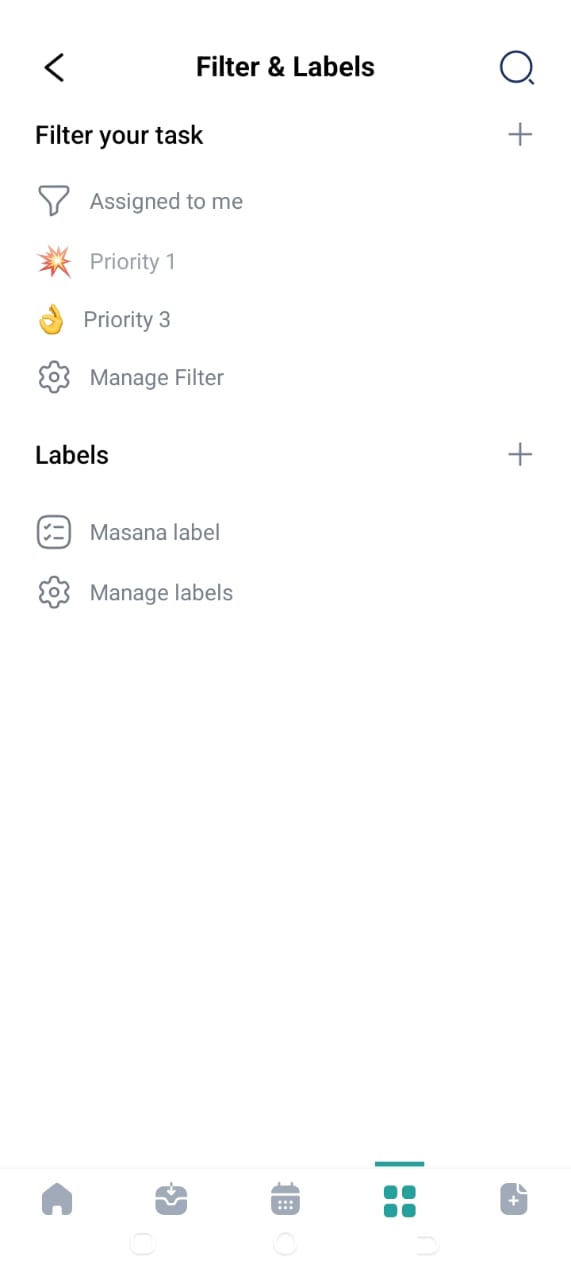 Filter & Labels
Filter your task
Assigned to me
Priority 1
Priority 3
Manage Filter
Labels
Masana label
Manage labels